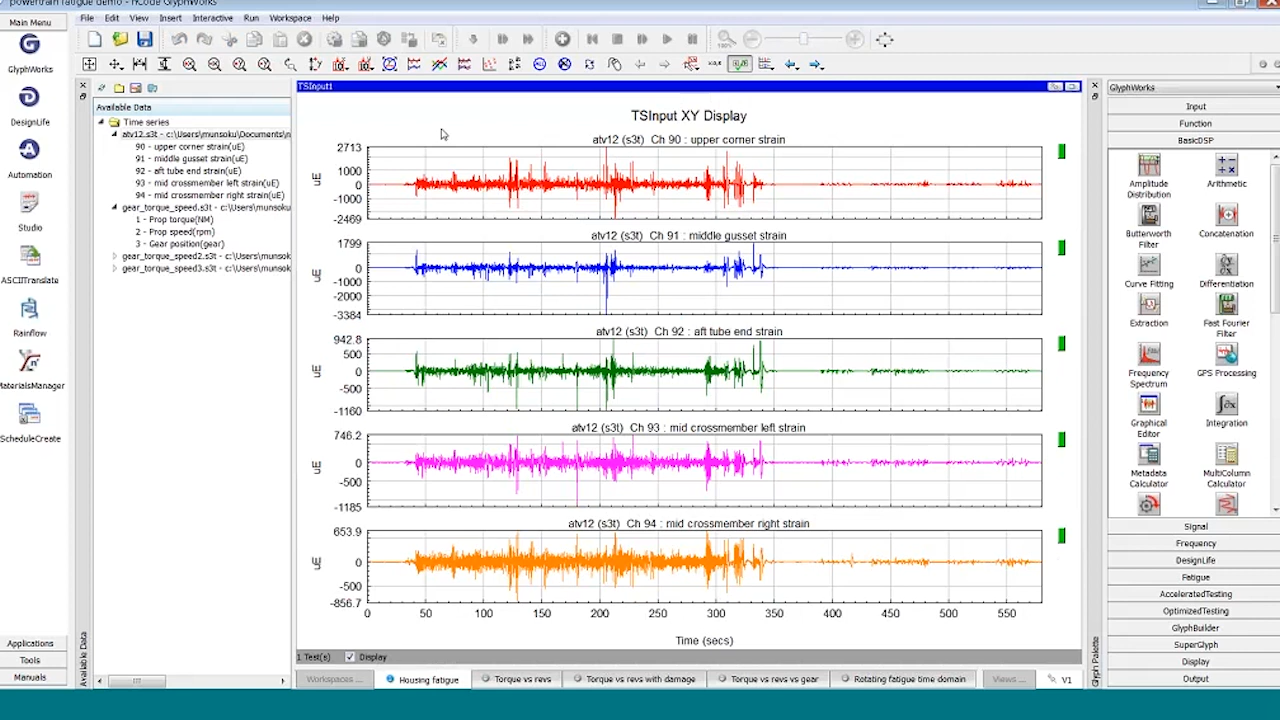 powertrain fatigue demo - nCode GlyphWorks
Main Menu
File Edit View Insert Interactive Run Workspace Help
GlyphWorks
DesignLife
Automation
Studio
ASCIITranslate
Rainflow
MaterialsManager
ScheduleCreate
Applications
Tools
Manuals
Available Data
Available Data
Time series
atv12.s3t - c:\Users\munsoku\Documents\n
90 - upper corner strain(uE)
91 - middle gusset strain(uE)
92 - aft tube end strain(uE)
93 - mid crossmember left strain(uE)
94 - mid crossmember right strain(uE)
gear_torque_speed.s3t - c:\Users\munsoku
1 - Prop torque(NM)
2 - Prop speed(rpm)
3 - Gear position(gear)
gear_torque_speed2.s3t - c:\Users\munsok
gear_torque_speed3.s3t - c:\Users\munsok
TSInput1
TSInput XY Display
atv12 (s3t) Ch 90 : upper corner strain
2713
1000
0
-1000
-2469
uE
atv12 (s3t) Ch 91 : middle gusset strain
1799
0
-1000
-2000
-3384
uE
atv12 (s3t) Ch 92 : aft tube end strain
942.8
500
0
-500
-1160
uE
atv12 (s3t) Ch 93 : mid crossmember left strain
746.2
0
-500
-1185
uE
atv12 (s3t) Ch 94 : mid crossmember right strain
653.9
0
-500
-856.7
uE
0 50 100 150 200 250 300 350 400 450 500 550
Time (secs)
1 Test(s) Display
Workspaces ... Housing fatigue Torque vs revs Torque vs revs with damage Torque vs revs vs gear Rotating fatigue time domain Views ... V1
Glyph Palette
GlyphWorks
Input
Function
BasicDSP
Amplitude Distribution
Arithmetic
Butterworth Filter
Concatenation
Curve Fitting
Differentiation
Extraction
Fast Fourier Filter
Frequency Spectrum
GPS Processing
Graphical Editor
Integration
Metadata Calculator
MultiColumn Calculator
Signal
Frequency
DesignLife
Fatigue
AcceleratedTesting
OptimizedTesting
GlyphBuilder
SuperGlyph
Display
Output